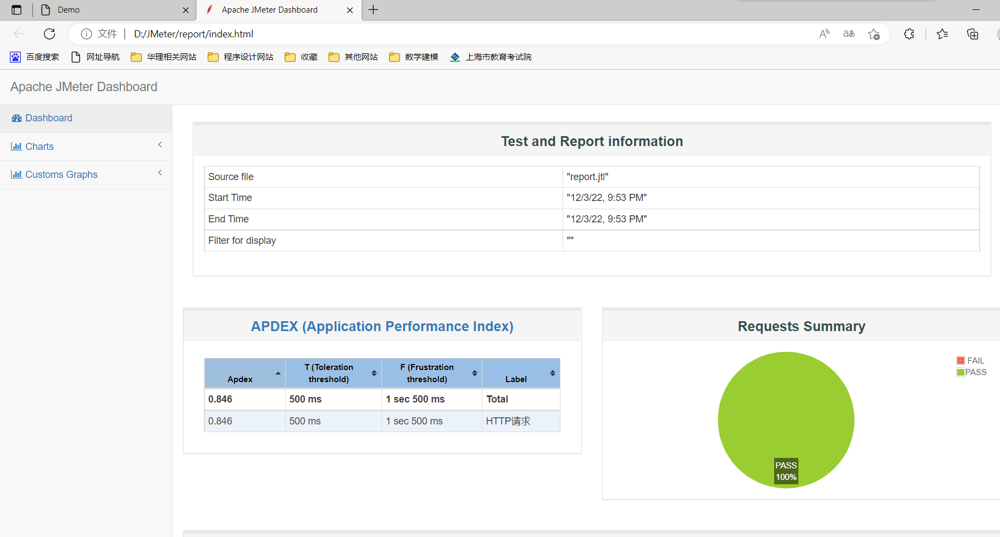 Demo
Apache JMeter Dashboard
文件
D:/JMeter/report/index.html
A
aあ
百度搜索
网址导航
华理相关网站
程序设计网站
收藏
其他网站
数学建模
上海市教育考试院
Apache JMeter Dashboard
Dashboard
Charts
Customs Graphs
Test and Report information
Source file "report.jtl"
Start Time "12/3/22, 9:53 PM"
End Time "12/3/22, 9:53 PM"
Filter for display ""
APDEX (Application Performance Index)
Apdex
T (Toleration
threshold)
F (Frustration
threshold)
Label
0.846 500 ms 1 sec 500 ms Total
0.846 500 ms 1 sec 500 ms HTTP请求
Requests Summary
FAIL
PASS
PASS
100%